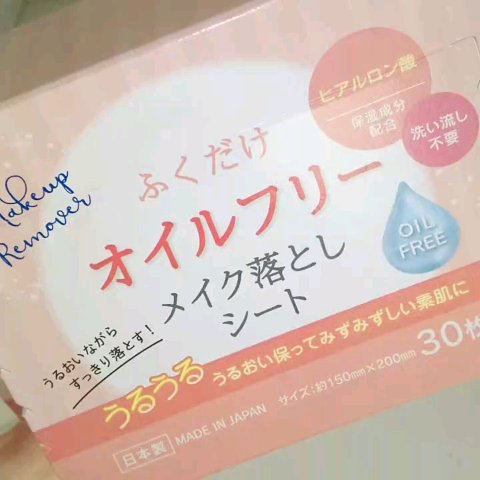 ヒアルロン酸
保湿成分
配合
洗い流し
不要
Makeup
Remover
ふくだけ
オイルフリー
メイク落とし
シート
OIL
FREE
うるおいながら
すっきり落とす!
うるうる うるおい保ってみずみずしい素肌に
30枚
日本製 MADE IN JAPAN サイズ:約150mm×200mm